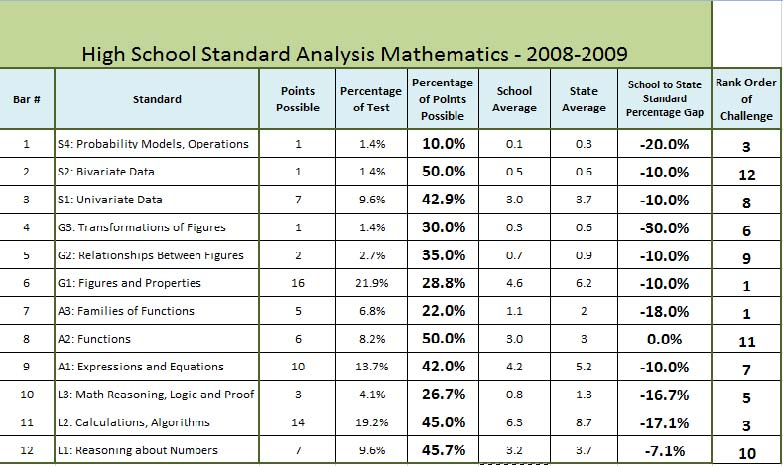 High School Standard Analysis Mathematics - 2008-2009
Bar # Standard Points Possible Percentage of Test Percentage of Points Possible School Average State Average School to State Standard Percentage Gap Rank Order of Challenge
1 S4: Probability Models, Operations 1 1.4% 10.0% 0.1 0.3 -20.0% 3
2 S2: Bivariate Data 1 1.4% 50.0% 0.5 0.6 -10.0% 12
3 S1: Univariate Data 7 9.6% 42.9% 3.0 3.7 -10.0% 8
4 G3: Transformations of Figures 1 1.4% 30.0% 0.3 0.6 -30.0% 6
5 G2: Relationships Between Figures 2 2.7% 35.0% 0.7 0.9 -10.0% 9
6 G1: Figures and Properties 16 21.9% 28.8% 4.6 6.2 -10.0% 1
7 A3: Families of Functions 5 6.8% 22.0% 1.1 2 -18.0% 1
8 A2: Functions 6 8.2% 50.0% 3.0 3 0.0% 11
9 A1: Expressions and Equations 10 13.7% 42.0% 4.2 5.2 -10.0% 7
10 L3: Math Reasoning, Logic and Proof 3 4.1% 26.7% 0.8 1.3 -16.7% 5
11 L2: Calculations, Algorithms 14 19.2% 45.0% 6.3 8.7 -17.1% 3
12 L1: Reasoning about Numbers 7 9.6% 45.7% 3.2 3.7 -7.1% 10